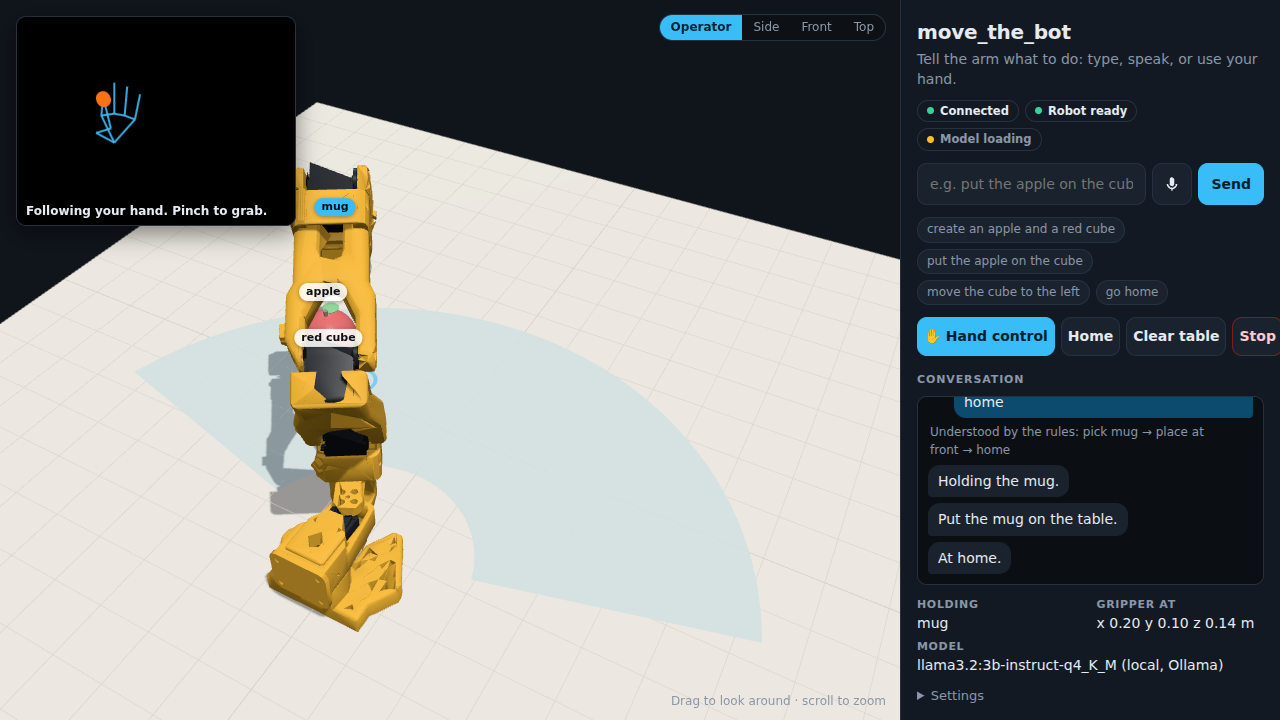 Following your hand. Pinch to grab.
mug
apple
red cube
Operator Side Front Top
Drag to look around · scroll to zoom
move_the_bot
Tell the arm what to do: type, speak, or use your
hand.
Connected Robot ready
Model loading
e.g. put the apple on the cub
Send
create an apple and a red cube
put the apple on the cube
move the cube to the left go home
✋ Hand control Home Clear table Stop
CONVERSATION
home
Understood by the rules: pick mug → place at
front → home
Holding the mug.
Put the mug on the table.
At home.
HOLDING GRIPPER AT
mug x 0.20 y 0.10 z 0.14 m
MODEL
llama3.2:3b-instruct-q4_K_M (local, Ollama)
▶ Settings